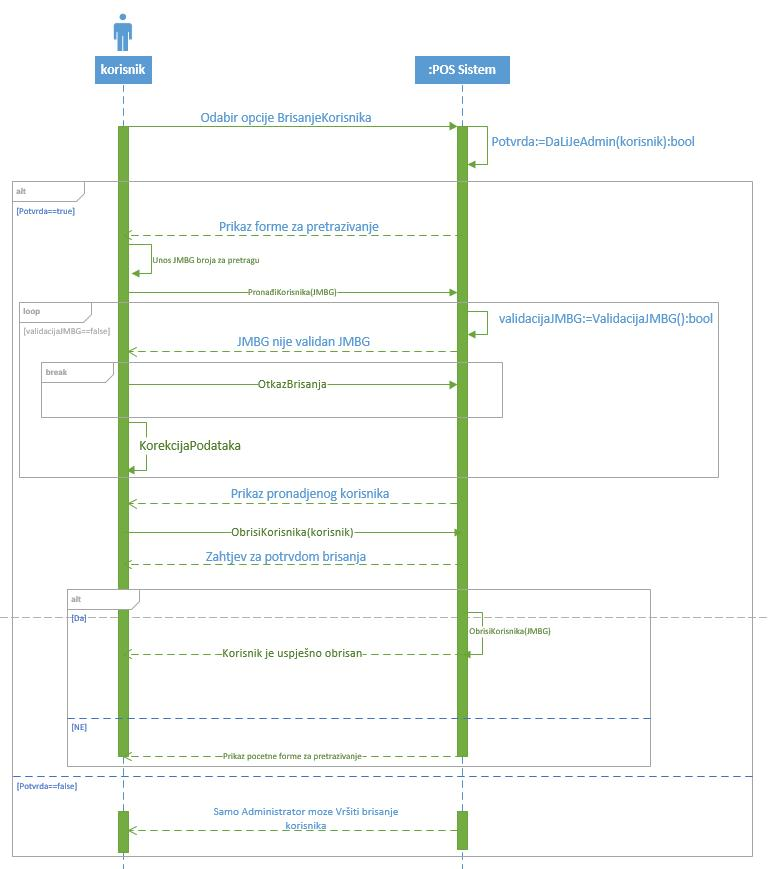 korisnik
:POS Sistem
Odabir opcije BrisanjeKorisnika
Potvrda:=DaLiJeAdmin(korisnik):bool
alt
[Potvrda==true]
Prikaz forme za pretrazivanje
Unos JMBG broja za pretragu
PronađiKorisnika(JMBG)
loop
[validacijaJMBG==false]
validacijaJMBG:=ValidacijaJMBG():bool
JMBG nije validan JMBG
break
OtkazBrisanja
KorekcijaPodataka
Prikaz pronadjenog korisnika
ObrisiKorisnika(korisnik)
Zahtjev za potrvdom brisanja
alt
[Da]
ObrisiKorisnika(JMBG)
Korisnik je uspješno obrisan
[NE]
Prikaz pocetne forme za pretrazivanje
[Potvrda==false]
Samo Administrator moze Vršiti brisanje
korisnika